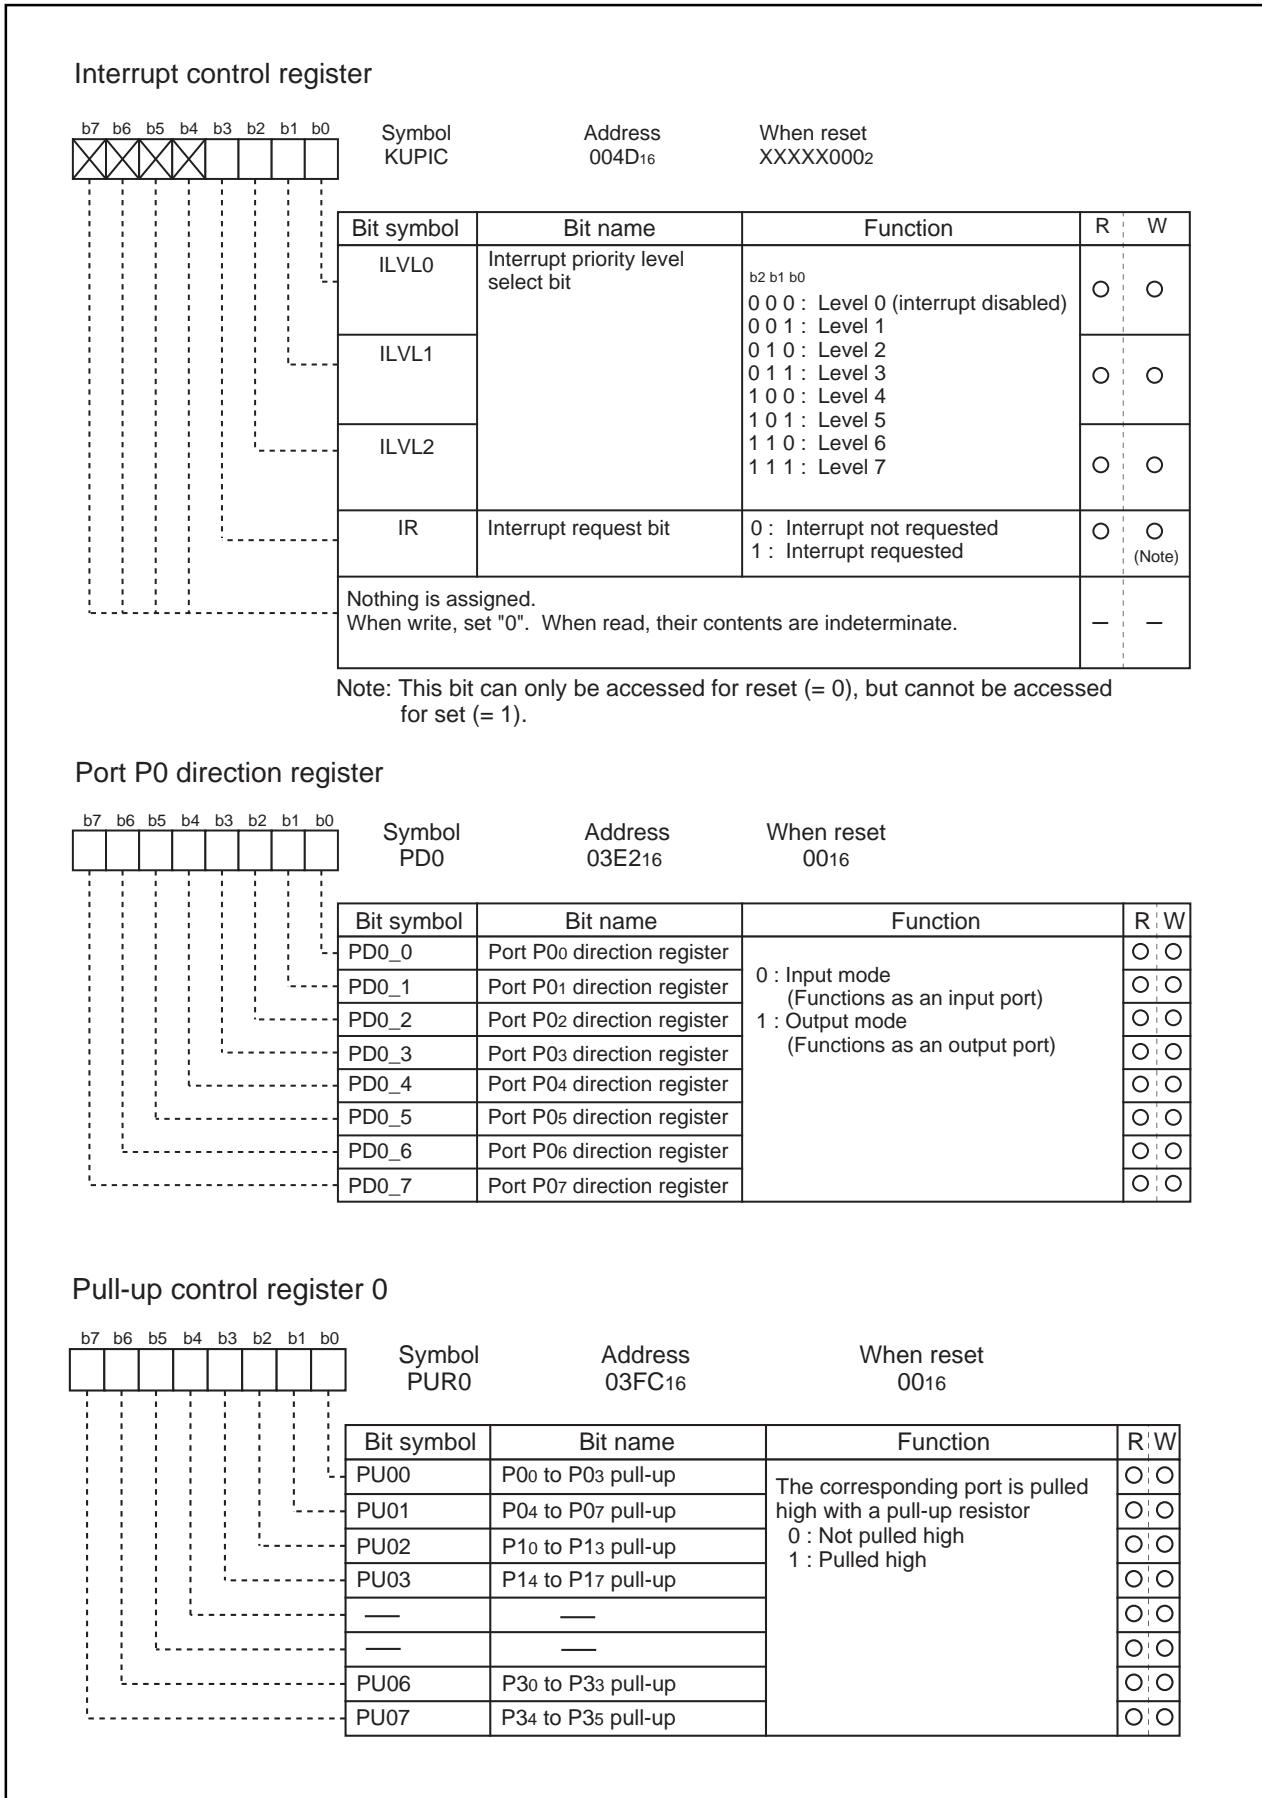 Interrupt control register
b7 b6 b5 b4 b3 b2 b1 b0
Symbol Address When reset
KUPIC 004D16 XXXXX0002
Bit symbol Bit name Function R W
ILVL0 Interrupt priority level
select bit
b2 b1 b0
0 0 0 : Level 0 (interrupt disabled)
0 0 1 : Level 1
ILVL1 0 1 0 : Level 2
0 1 1 : Level 3
1 0 0 : Level 4
1 0 1 : Level 5
ILVL2 1 1 0 : Level 6
1 1 1 : Level 7
IR Interrupt request bit 0 : Interrupt not requested
1 : Interrupt requested
(Note)
Nothing is assigned.
When write, set "0". When read, their contents are indeterminate. – –
Note: This bit can only be accessed for reset (= 0), but cannot be accessed
for set (= 1).
Port P0 direction register
b7 b6 b5 b4 b3 b2 b1 b0
Symbol Address When reset
PD0 03E216 0016
Bit symbol Bit name Function R W
PD0_0 Port P00 direction register
0 : Input mode
PD0_1 Port P01 direction register (Functions as an input port)
PD0_2 Port P02 direction register 1 : Output mode
PD0_3 Port P03 direction register (Functions as an output port)
PD0_4 Port P04 direction register
PD0_5 Port P05 direction register
PD0_6 Port P06 direction register
PD0_7 Port P07 direction register
Pull-up control register 0
b7 b6 b5 b4 b3 b2 b1 b0
Symbol Address When reset
PUR0 03FC16 0016
Bit symbol Bit name Function R W
PU00 P00 to P03 pull-up The corresponding port is pulled
PU01 P04 to P07 pull-up high with a pull-up resistor
PU02 P10 to P13 pull-up 0 : Not pulled high
PU03 P14 to P17 pull-up 1 : Pulled high
— —
— —
PU06 P30 to P33 pull-up
PU07 P34 to P35 pull-up